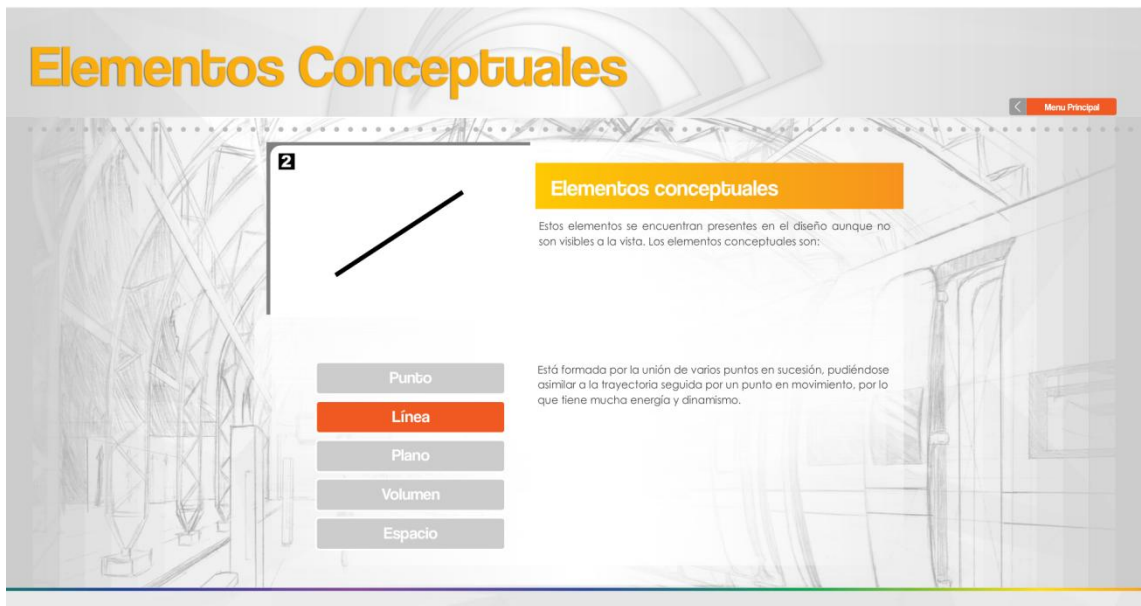 Elementos Conceptuales
Menu Principal
2
Elementos conceptuales
Estos elementos se encuentran presentes en el diseño aunque no
son visibles a la vista. Los elementos conceptuales son:
Está formada por la unión de varios puntos en sucesión, pudiéndose
asimilar a la trayectoria seguida por un punto en movimiento, por lo
que tiene mucha energía y dinamismo.
Punto
Línea
Plano
Volumen
Espacio